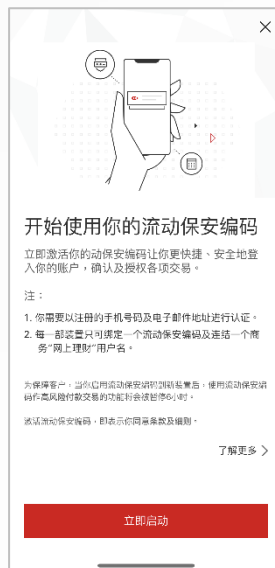 开始使用你的流动保安编码
立即激活你的动保安编码让你更快捷、安全地登
入你的账户，确认及授权各项交易。
注：
1. 你需要以注册的手机号码及电子邮件地址进行认证。
2. 每一部装置只可绑定一个流动保安编码及连结一个商
务“网上理财”用户名。
为保障客户，当你启用流动保安编码到新装置后，使用流动保安编
码作高风险付款交易的功能将会被暂停6小时。
激活流动保安编码，即表示你同意条款及细则。
了解更多
立即启动